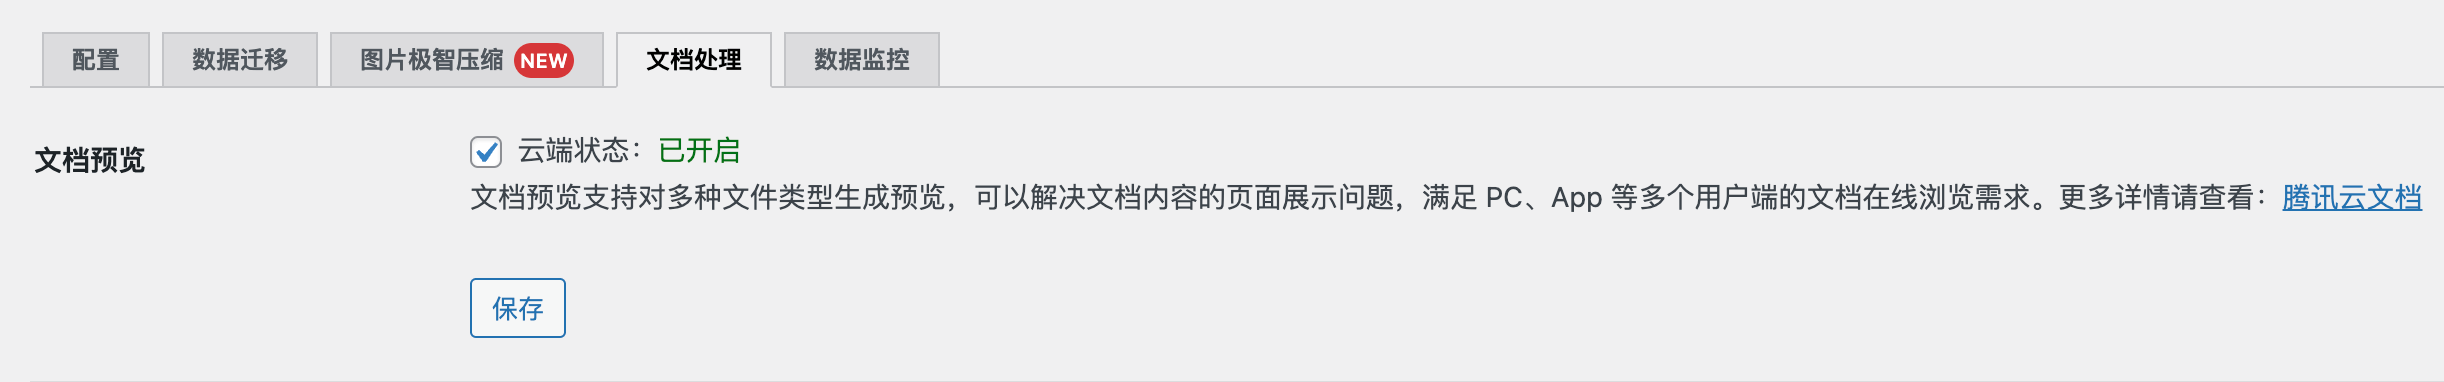 配置 数据迁移 图片极智压缩 NEW 文档处理 数据监控
文档预览 云端状态：已开启
文档预览支持对多种文件类型生成预览，可以解决文档内容的页面展示问题，满足 PC、App 等多个用户端的文档在线浏览需求。更多详情请查看：腾讯云文档
保存